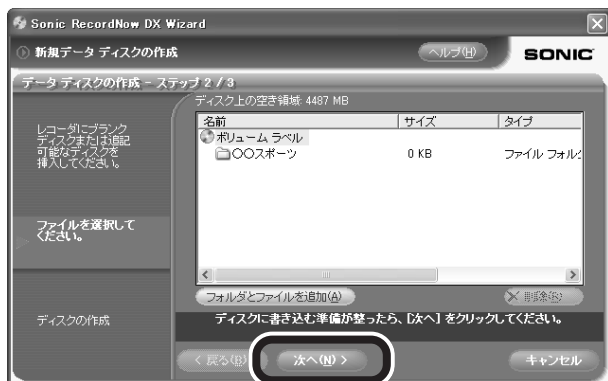 Sonic RecordNow DX Wizard
新規データ ディスクの作成
ヘルプ(H)
SONIC
データ ディスクの作成 - ステップ 2 / 3
ディスク上の空き領域: 4487 MB
レコーダにブランク
ディスクまたは追記
可能なディスクを
挿入してください。
名前 サイズ タイプ
ボリューム ラベル
〇〇スポーツ 0 KB ファイル フォルダ
ファイルを選択して
ください。
フォルダとファイルを追加(A)
削除(R)
ディスクの作成
ディスクに書き込む準備が整ったら、[次へ] をクリックしてください。
< 戻る(B)
次へ(N) >
キャンセル